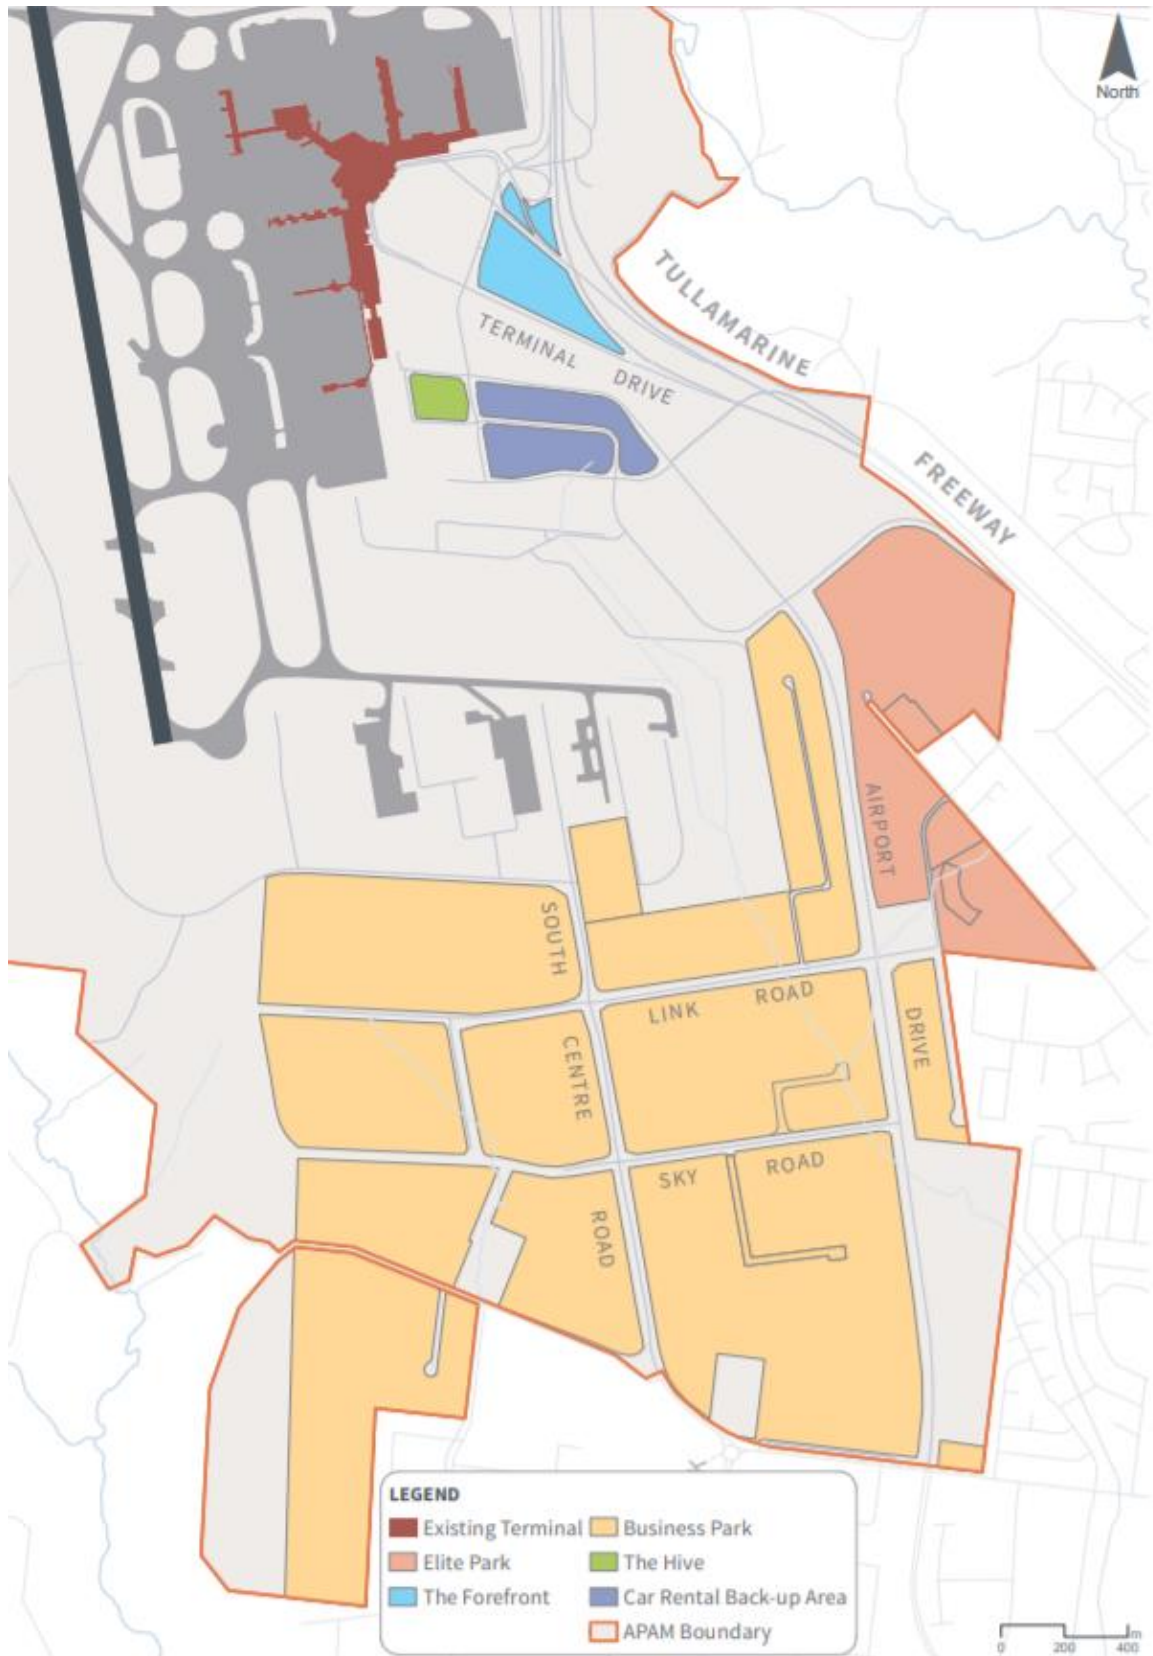 North
TULLAMARINE
FREEWAY
TERMINAL DRIVE
AIRPORT
DRIVE
SOUTH
CENTRE
ROAD
LINK ROAD
SKY ROAD
K
LEGEND
Existing Terminal
Business Park
Elite Park
The Hive
The Forefront
Car Rental Back-up Area
APAM Boundary
m
0 200 400